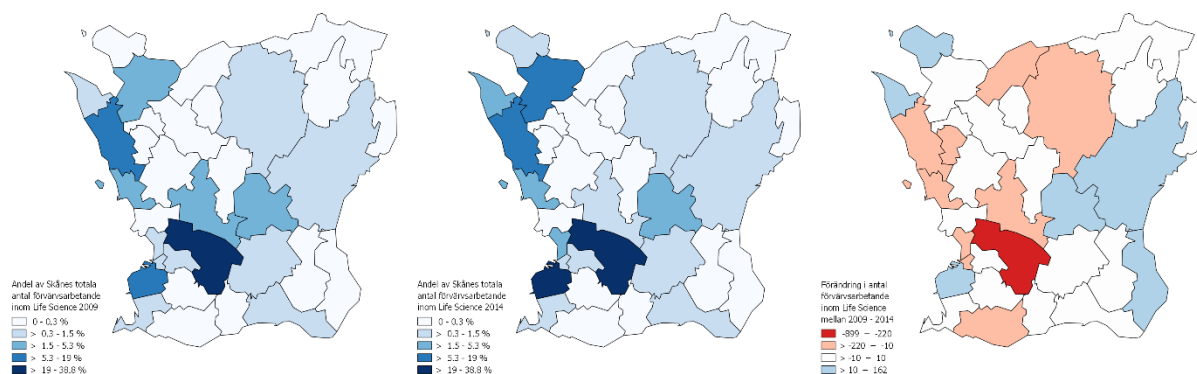 Andel av Skånes totala
antal förvärvsarbetande
inom Life Science 2009
0 - 0.3 %
> 0.3 - 1.5 %
> 1.5 - 5.3 %
> 5.3 - 19 %
> 19 - 38.8 %
Andel av Skånes totala
antal förvärvsarbetande
inom Life Science 2014
0 - 0.3 %
> 0.3 - 1.5 %
> 1.5 - 5.3 %
> 5.3 - 19 %
> 19 - 38.8 %
Förändring i antal
förvärvsarbetande
inom Life Science
mellan 2009 - 2014
-899 – -220
> -220 – -10
> -10 – 10
> 10 – 162